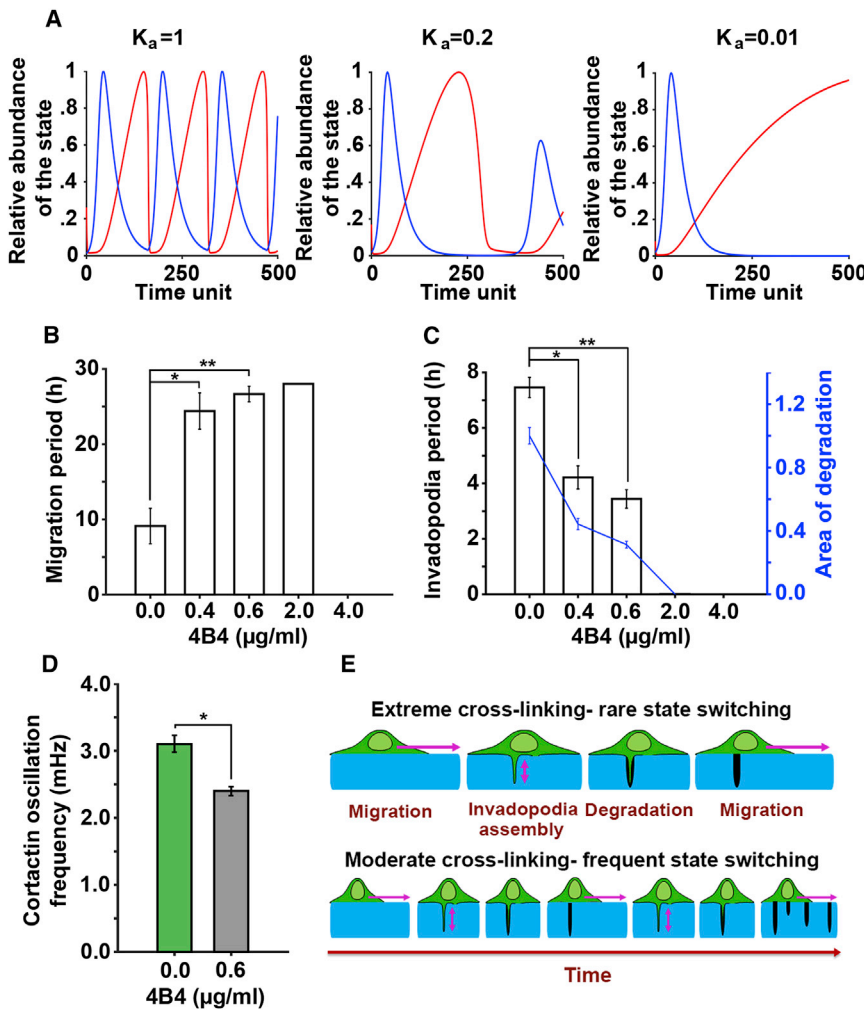 A
Ka=1
Ka=0.2
Ka=0.01
Relative abundance
of the state
1
.8
.6
.4
.2
0
0
250
500
Time unit
Relative abundance
of the state
1
.8
.6
.4
.2
0
0
250
500
Time unit
Relative abundance
of the state
1
.8
.6
.4
.2
0
0
250
500
Time unit
B
Migration period (h)
30
20
10
0
*
**
0.0
0.4
0.6
2.0
4.0
4B4 (µg/ml)
C
Invadopodia period (h)
8
6
4
2
0
*
**
1.2
0.8
0.4
0.0
Area of degradation
0.0
0.4
0.6
2.0
4.0
4B4 (µg/ml)
D
Cortactin oscillation
frequency (mHz)
4.0
3.0
2.0
1.0
0.0
*
0.0
0.6
4B4 (µg/ml)
E
Extreme cross-linking- rare state switching
Migration
Invadopodia
assembly
Degradation
Migration
Moderate cross-linking- frequent state switching
Time